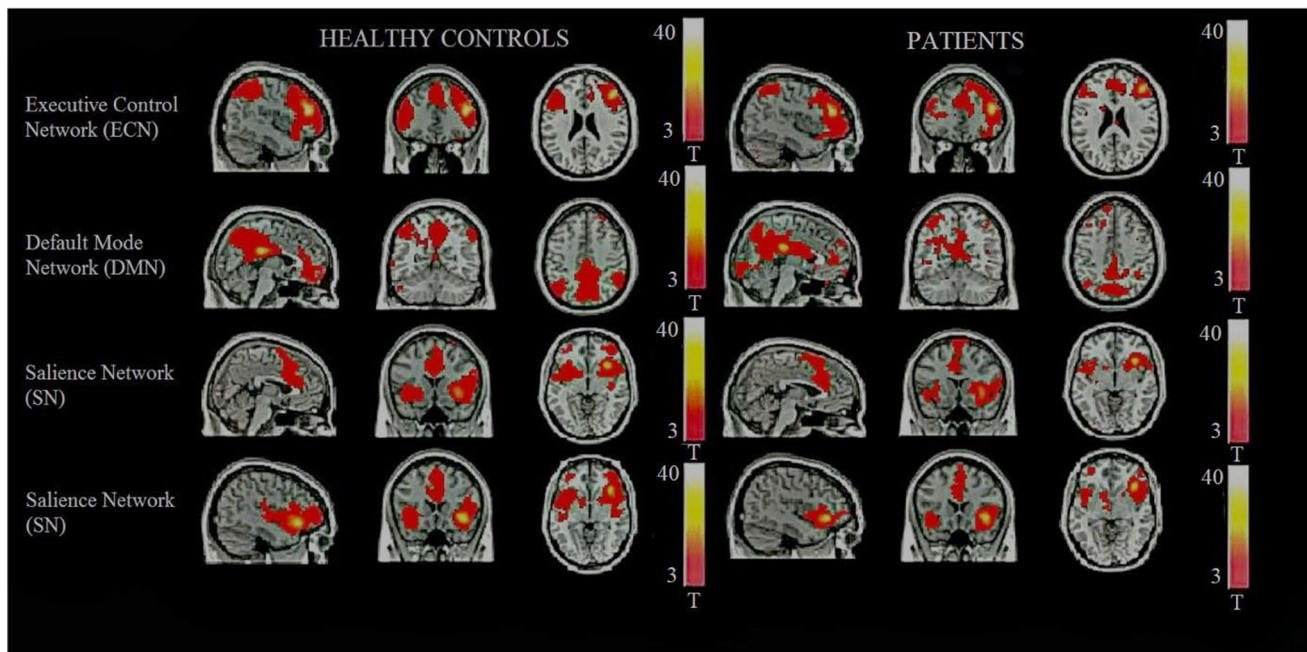 HEALTHY CONTROLS
PATIENTS
Executive Control
Network (ECN)
40
3
T
40
3
T
Default Mode
Network (DMN)
40
3
T
40
3
T
Salience Network
(SN)
40
3
T
40
3
T
Salience Network
(SN)
40
3
T
40
3
T